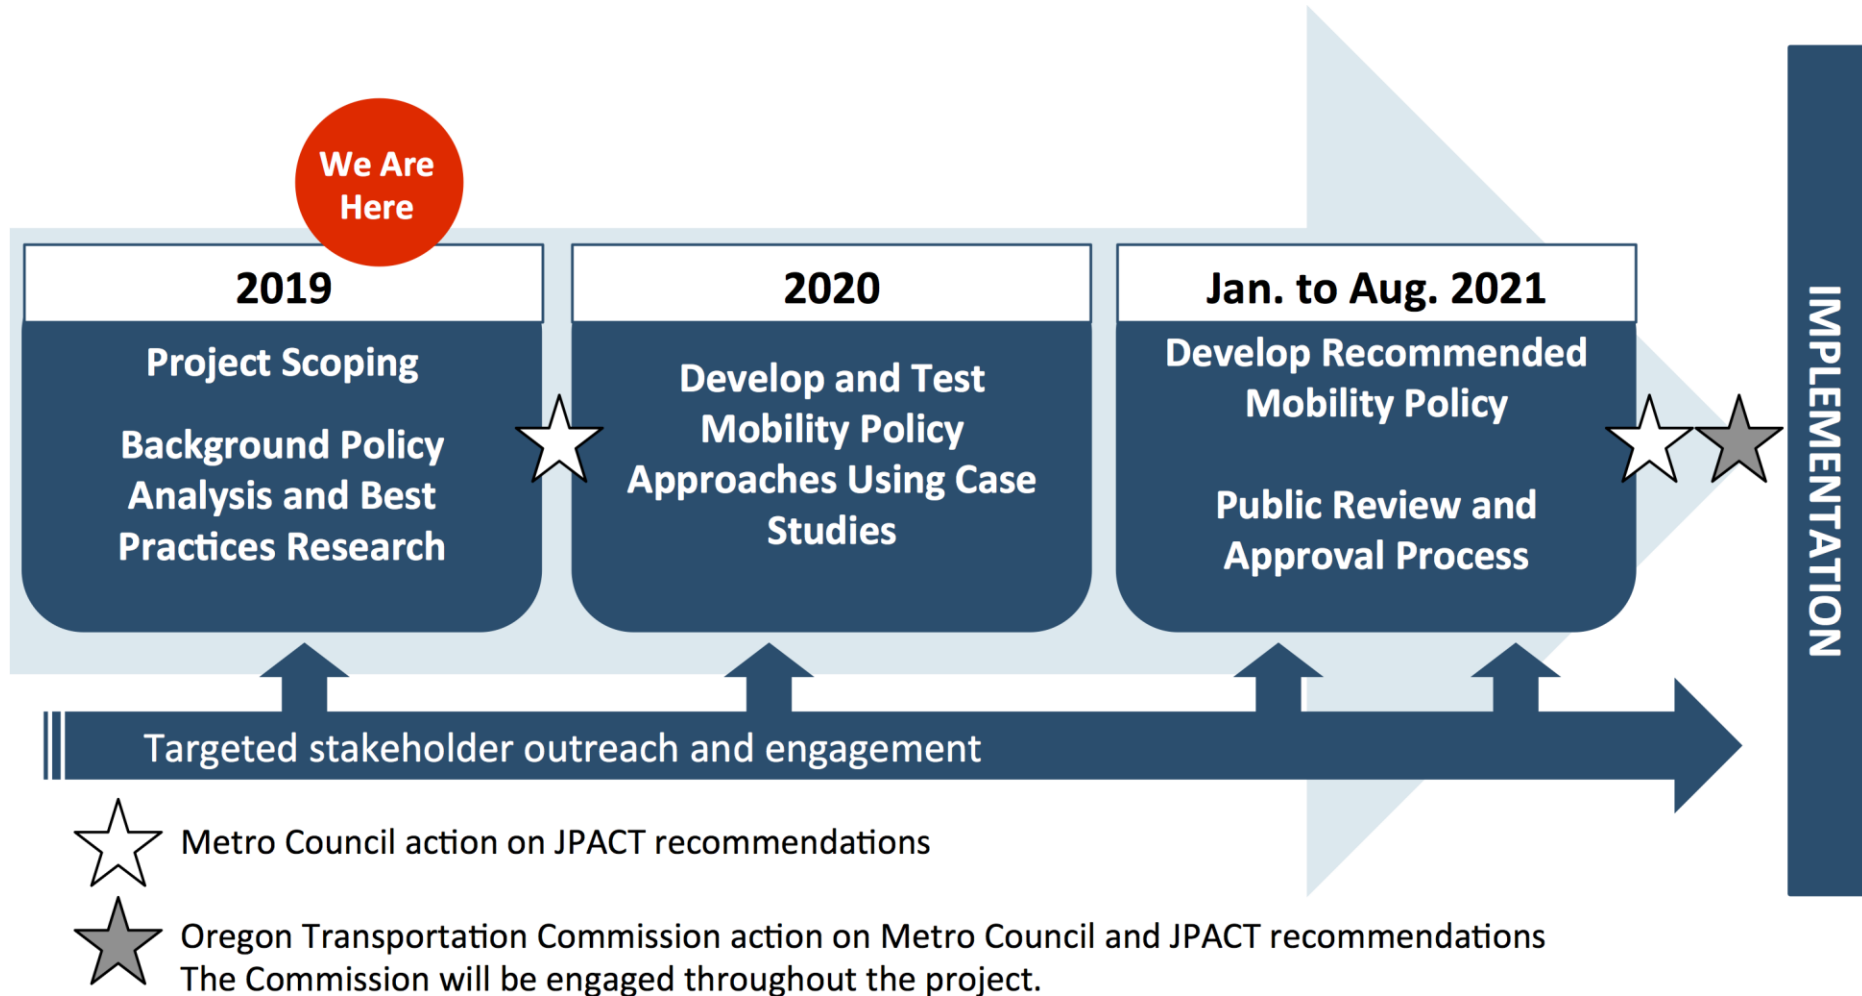 We Are
Here
2019
Project Scoping
Background Policy
Analysis and Best
Practices Research
2020
Develop and Test
Mobility Policy
Approaches Using Case
Studies
Jan. to Aug. 2021
Develop Recommended
Mobility Policy
Public Review and
Approval Process
IMPLEMENTATION
Targeted stakeholder outreach and engagement
Metro Council action on JPACT recommendations
Oregon Transportation Commission action on Metro Council and JPACT recommendations
The Commission will be engaged throughout the project.